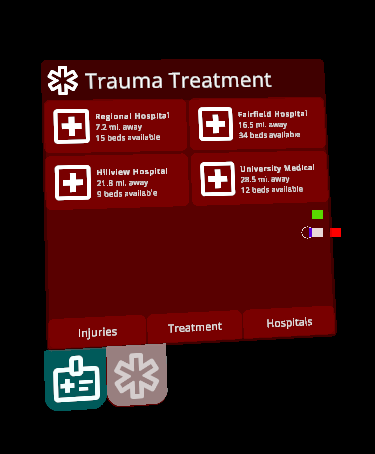 Trauma Treatment
Regional Hospital
7.2 mi. away
15 beds available
Fairfield Hospital
16.5 mi. away
34 beds available
Hillview Hospital
21.8 mi. away
9 beds available
University Medical
28.5 mi. away
12 beds available
Injuries
Treatment
Hospitals